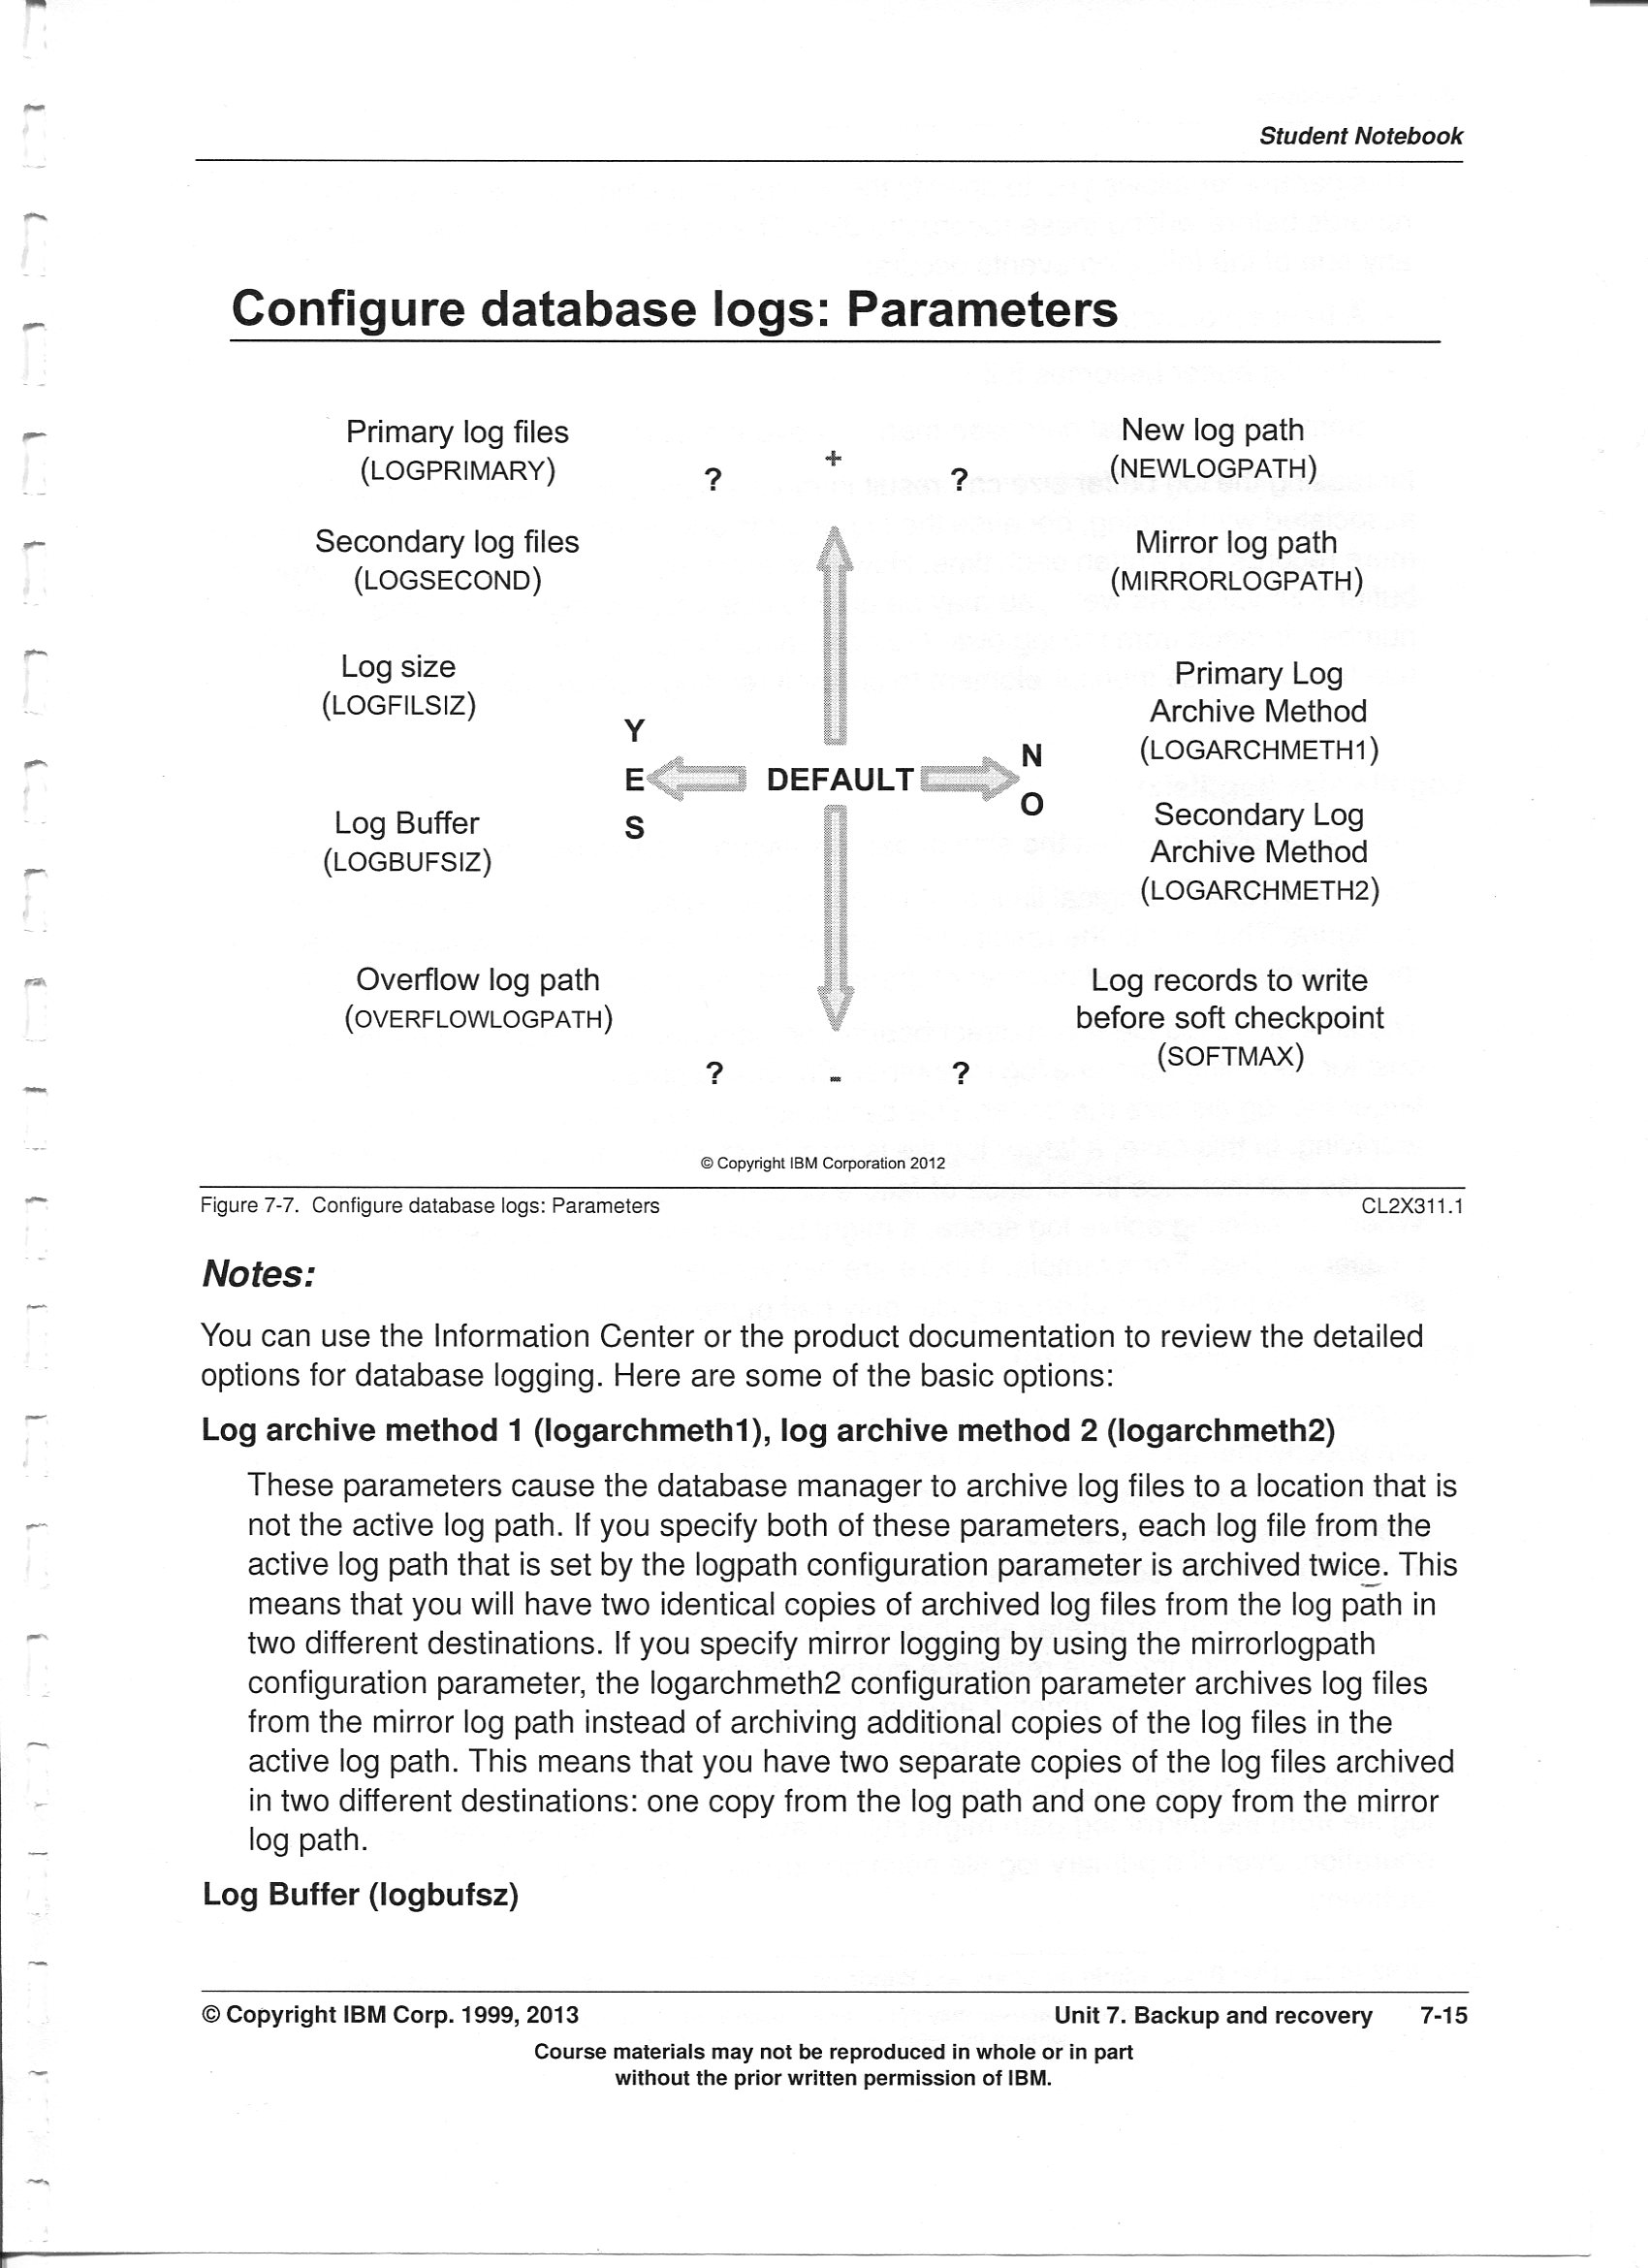 Student Notebook
Configure database logs: Parameters
Primary log files
(LOGPRIMARY)
Secondary log files
(LOGSECOND)
Log size
(LOGFILSIZ)
Log Buffer
(LOGBUFSIZ)
Overflow log path
(OVERFLOWLOGPATH)
? + ?
Y
E
S
DEFAULT
N
O
? - ?
New log path
(NEWLOGPATH)
Mirror log path
(MIRRORLOGPATH)
Primary Log
Archive Method
(LOGARCHMETH1)
Secondary Log
Archive Method
(LOGARCHMETH2)
Log records to write
before soft checkpoint
(SOFTMAX)
© Copyright IBM Corporation 2012
Figure 7-7. Configure database logs: Parameters CL2X311.1
Notes:
You can use the Information Center or the product documentation to review the detailed
options for database logging. Here are some of the basic options:
Log archive method 1 (logarchmeth1), log archive method 2 (logarchmeth2)
These parameters cause the database manager to archive log files to a location that is
not the active log path. If you specify both of these parameters, each log file from the
active log path that is set by the logpath configuration parameter is archived twice. This
means that you will have two identical copies of archived log files from the log path in
two different destinations. If you specify mirror logging by using the mirrorlogpath
configuration parameter, the logarchmeth2 configuration parameter archives log files
from the mirror log path instead of archiving additional copies of the log files in the
active log path. This means that you have two separate copies of the log files archived
in two different destinations: one copy from the log path and one copy from the mirror
log path.
Log Buffer (logbufsz)
© Copyright IBM Corp. 1999, 2013 Unit 7. Backup and recovery 7-15
Course materials may not be reproduced in whole or in part
without the prior written permission of IBM.